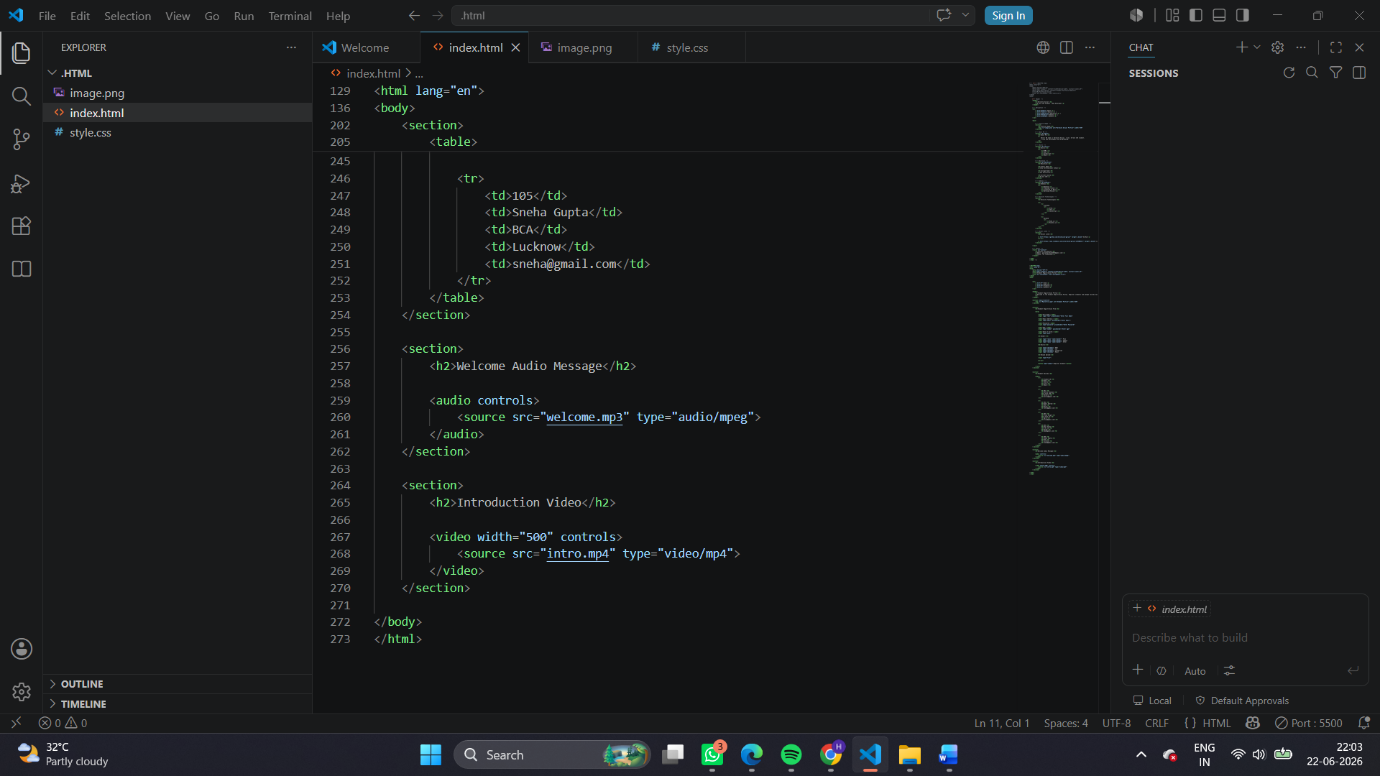 File Edit Selection View Go Run Terminal Help
.html
Sign In
EXPLORER
Welcome
index.html
image.png
style.css
CHAT
.HTML
image.png
index.html
style.css
index.html > ...
SESSIONS
129 <html lang="en">
136 <body>
202 <section>
205 <table>
245
246 <tr>
247 <td>105</td>
248 <td>Sneha Gupta</td>
249 <td>BCA</td>
250 <td>Lucknow</td>
251 <td>sneha@gmail.com</td>
252 </tr>
253 </table>
254 </section>
255
256 <section>
257 <h2>Welcome Audio Message</h2>
258
259 <audio controls>
260 <source src="welcome.mp3" type="audio/mpeg">
261 </audio>
262 </section>
263
264 <section>
265 <h2>Introduction Video</h2>
266
267 <video width="500" controls>
268 <source src="intro.mp4" type="video/mp4">
269 </video>
270 </section>
271
272 </body>
273 </html>
index.html
Describe what to build
Auto
Local
Default Approvals
OUTLINE
TIMELINE
0 0
Ln 11, Col 1 Spaces: 4 UTF-8 CRLF { } HTML Port : 5500
32°C
Partly cloudy
Search
3
H
ENG
IN
22:03
22-06-2026